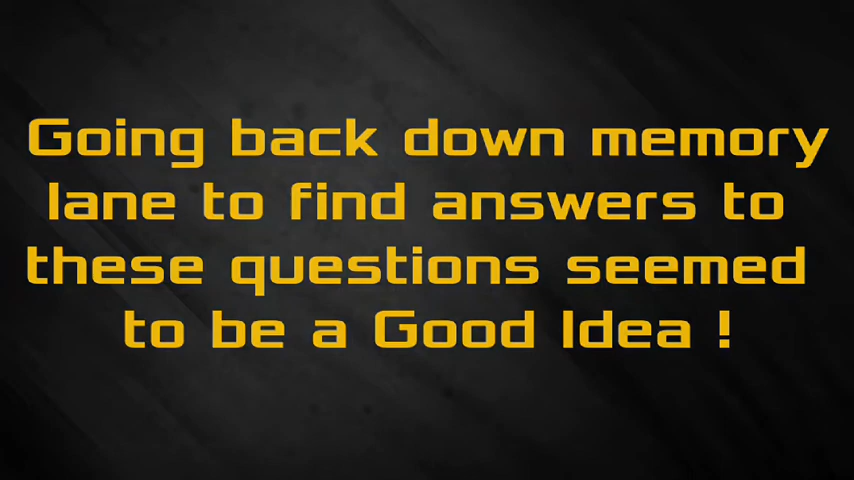 Going back down memory
lane to find answers to
these questions seemed
to be a Good Idea !